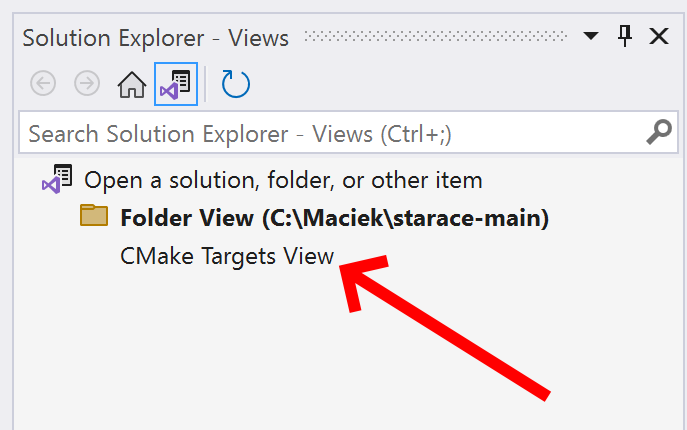 Solution Explorer - Views
Search Solution Explorer - Views (Ctrl+;)
Open a solution, folder, or other item
Folder View (C:\Maciek\starace-main)
CMake Targets View